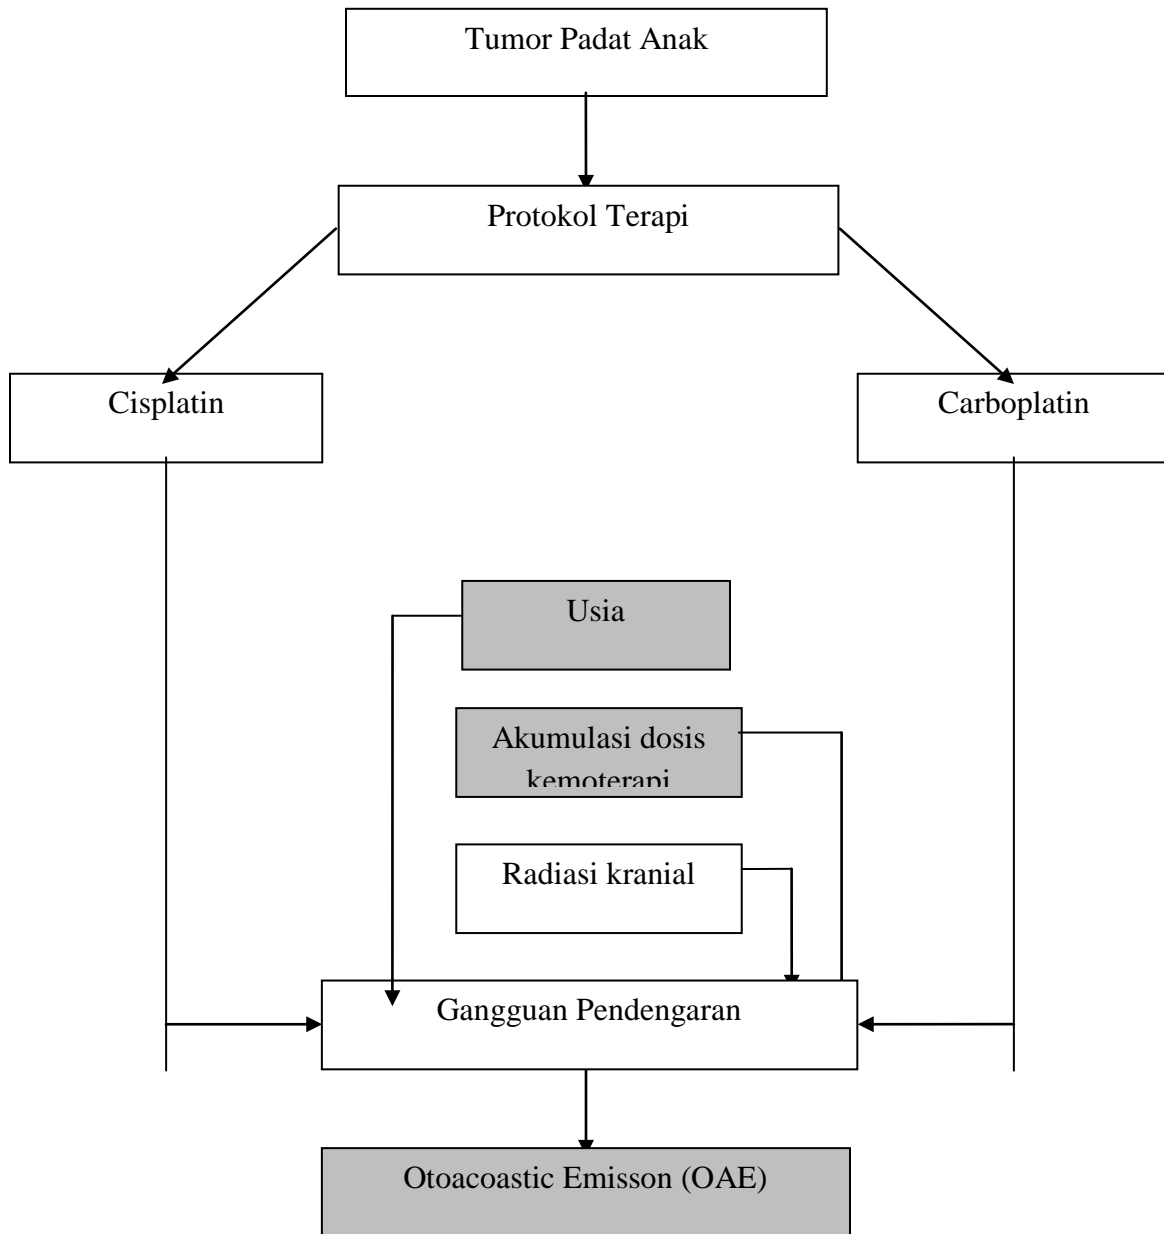 Tumor Padat Anak
Protokol Terapi
Cisplatin
Carboplatin
Usia
Akumulasi dosis
kemoterapi
Radiasi kranial
Gangguan Pendengaran
Otoacoastic Emisson (OAE)